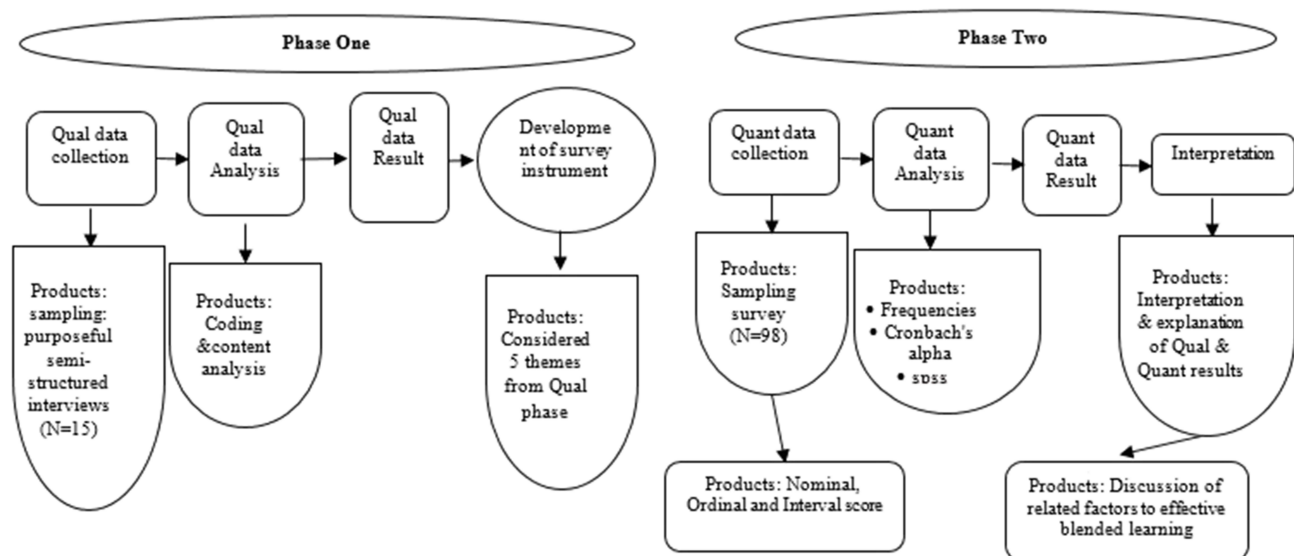 Phase One
Qual data
collection
Qual
data
Analysis
Qual
data
Result
Developme
nt of survey
instrument
Products:
sampling:
purposeful
semi-
structured
interviews
(N=15)
Products:
Coding
&content
analysis
Products:
Considered
5 themes
from Qual
phase
Phase Two
Quant data
collection
Quant
data
Analysis
Quant
data
Result
Interpretation
Products:
Sampling
survey
(N=98)
Products:
• Frequencies
• Cronbach's
alpha
• spss
Products:
Interpretation
& explanation
of Qual &
Quant results
Products: Nominal,
Ordinal and Interval score
Products: Discussion of
related factors to effective
blended learning